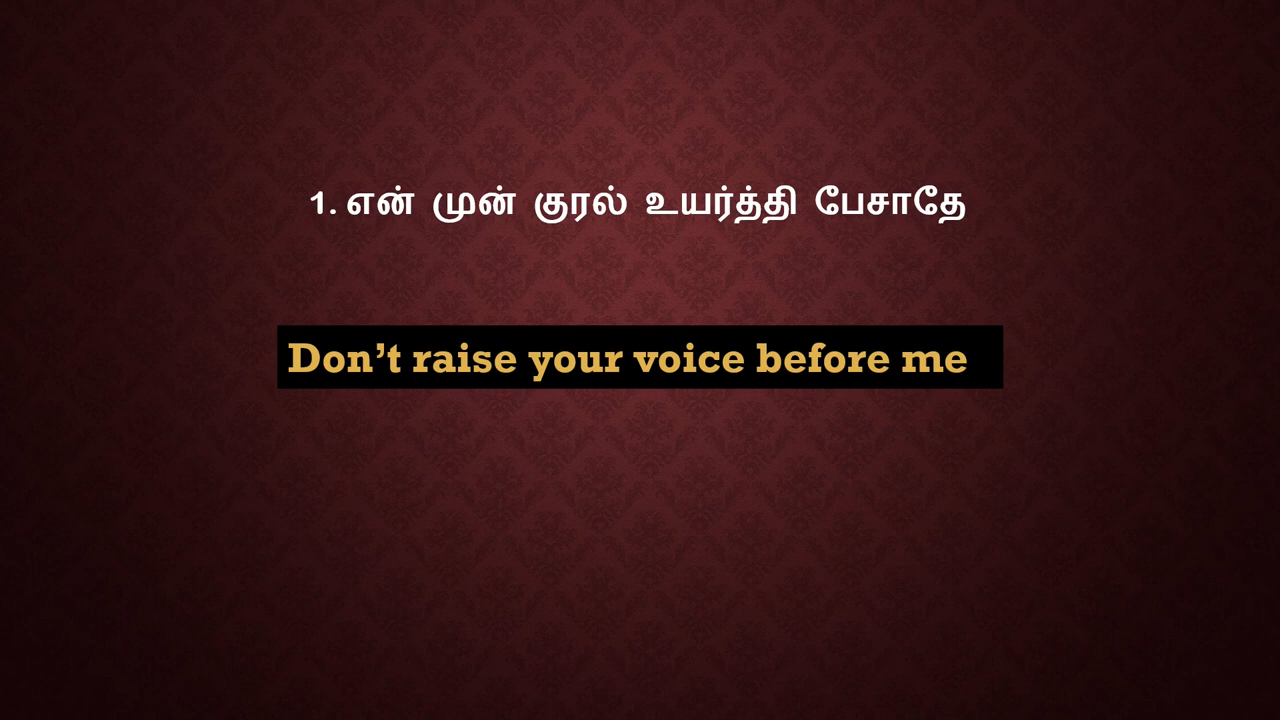 1. என் முன் குரல் உயர்த்தி பேசாதே
Don’t raise your voice before me